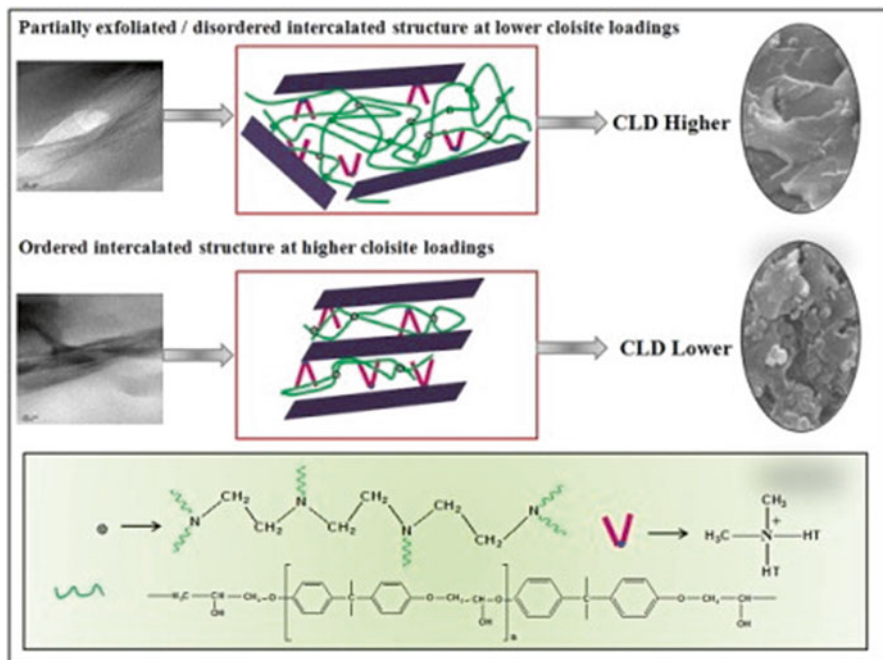 Partially exfoliated / disordered intercalated structure at lower cloisite loadings
CLD Higher
Ordered intercalated structure at higher cloisite loadings
CLD Lower
CH₂ N CH₂ CH₂ N
N CH₂ CH₂ N CH₂
CH₃
H₃C N + HT
HT
H₂C CH CH₂ O C O CH₂ CH O C O CH₂ CH
OH OH n OH